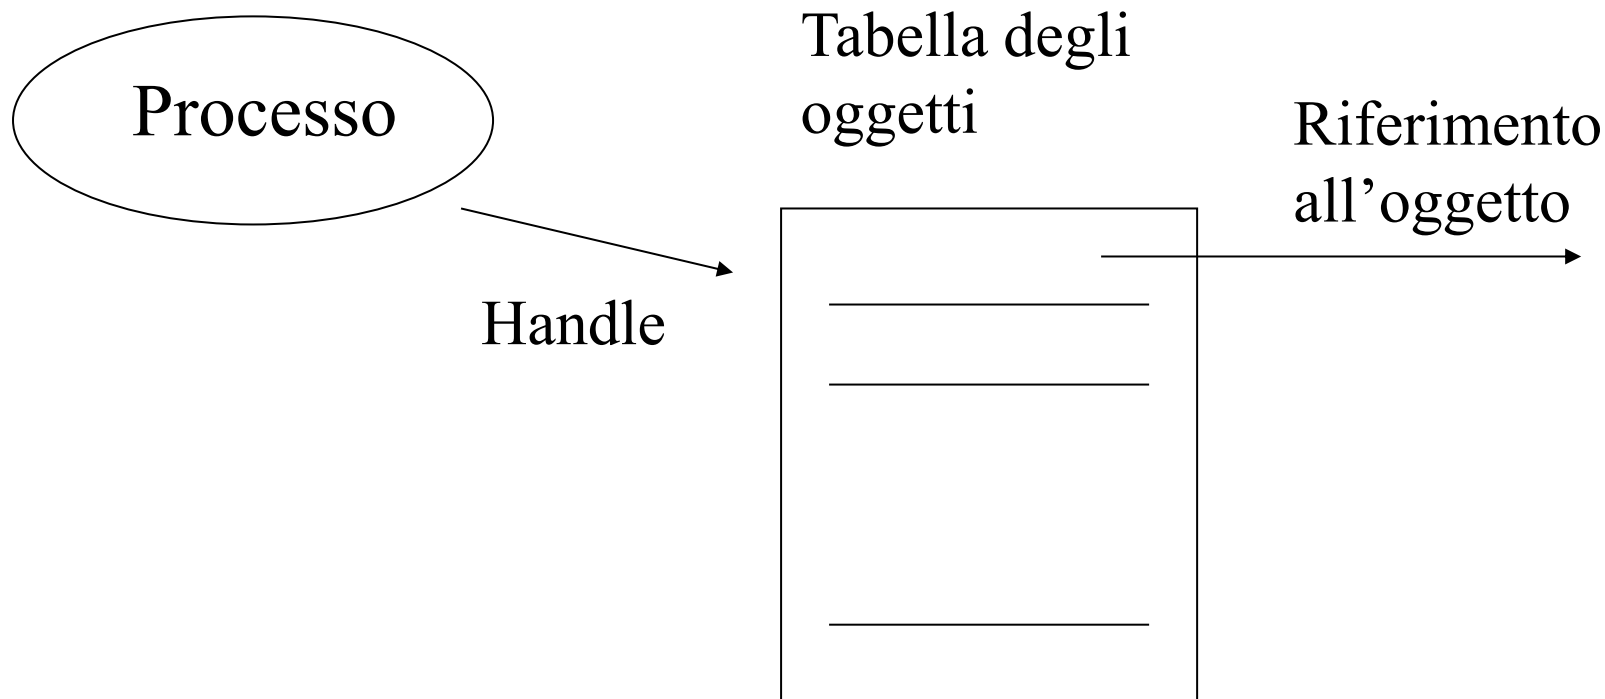 Processo
Tabella degli
oggetti
Riferimento
all’oggetto
Handle